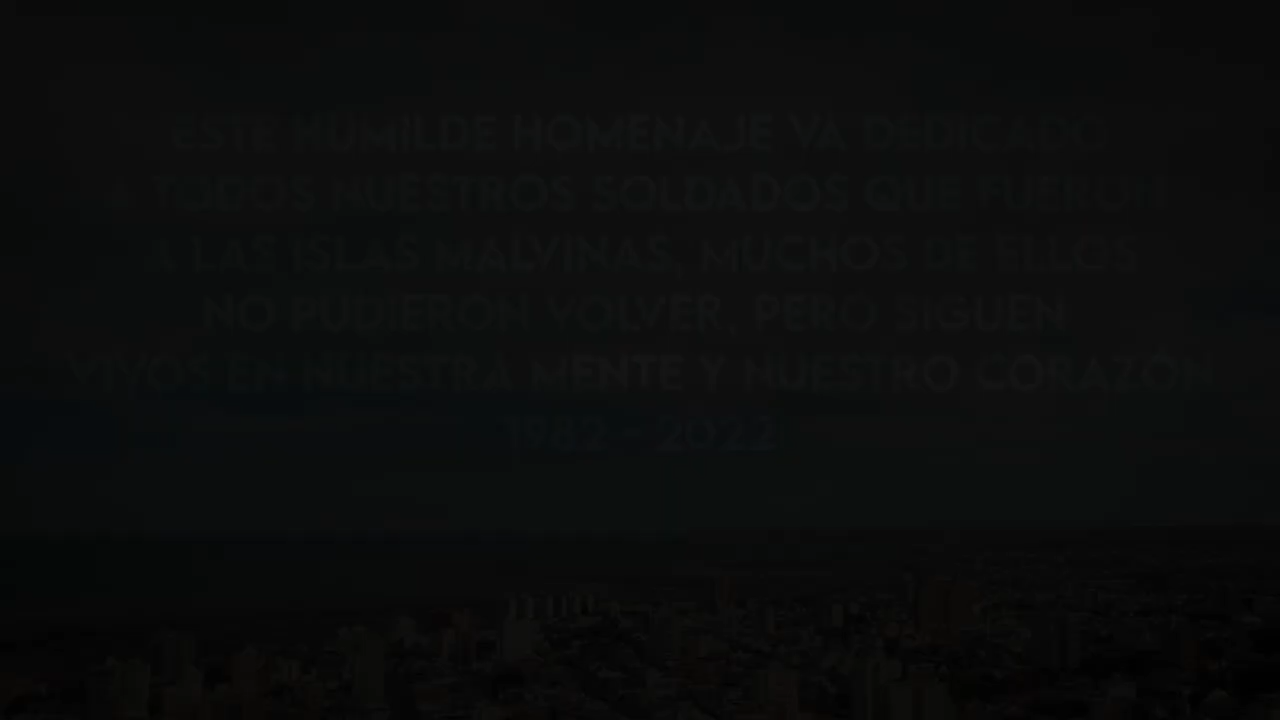 ESTE HUMILDE HOMENAJE VA DEDICADO
A TODOS NUESTROS SOLDADOS QUE FUERON
A LAS ISLAS MALVINAS, MUCHOS DE ELLOS
NO PUDIERON VOLVER, PERO SIGUEN
VIVOS EN NUESTRA MENTE Y NUESTRO CORAZÓN
1982 - 2022